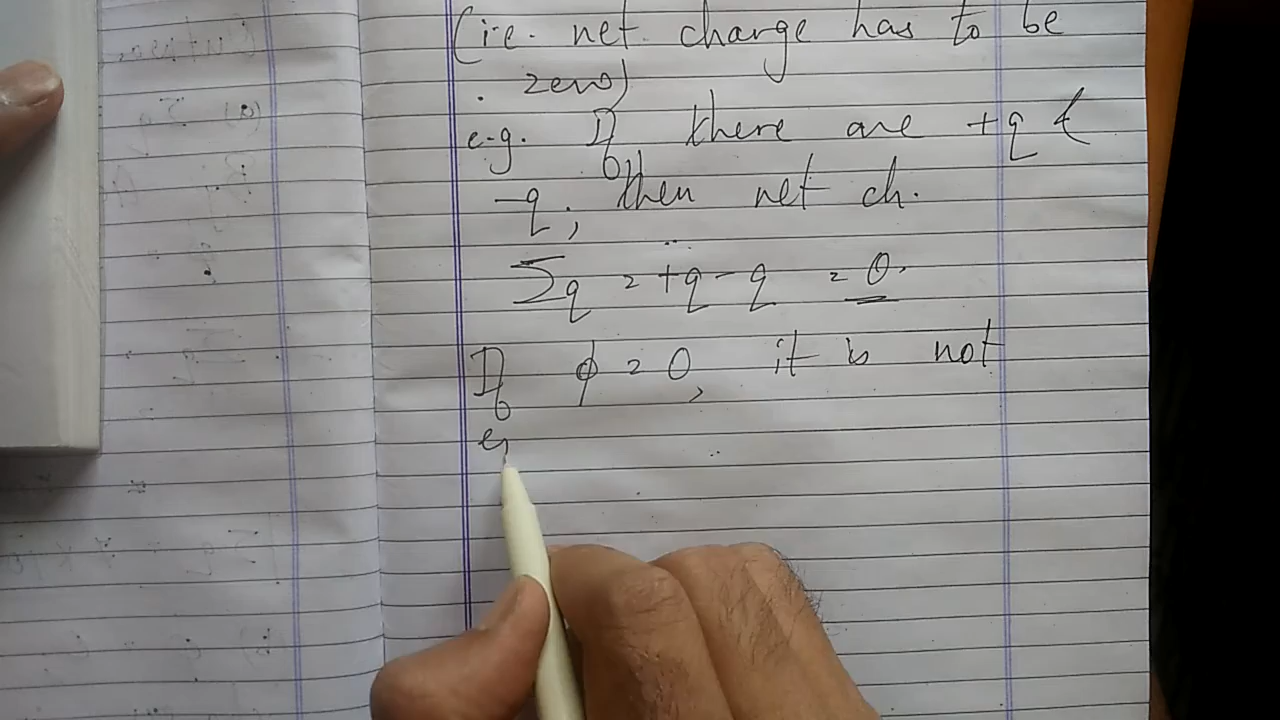 (i.e. net charge has to be
zero)
e.g. If there are +q &
-q, then net ch.
Σq = +q - q = 0.
If ϕ = 0, it is not